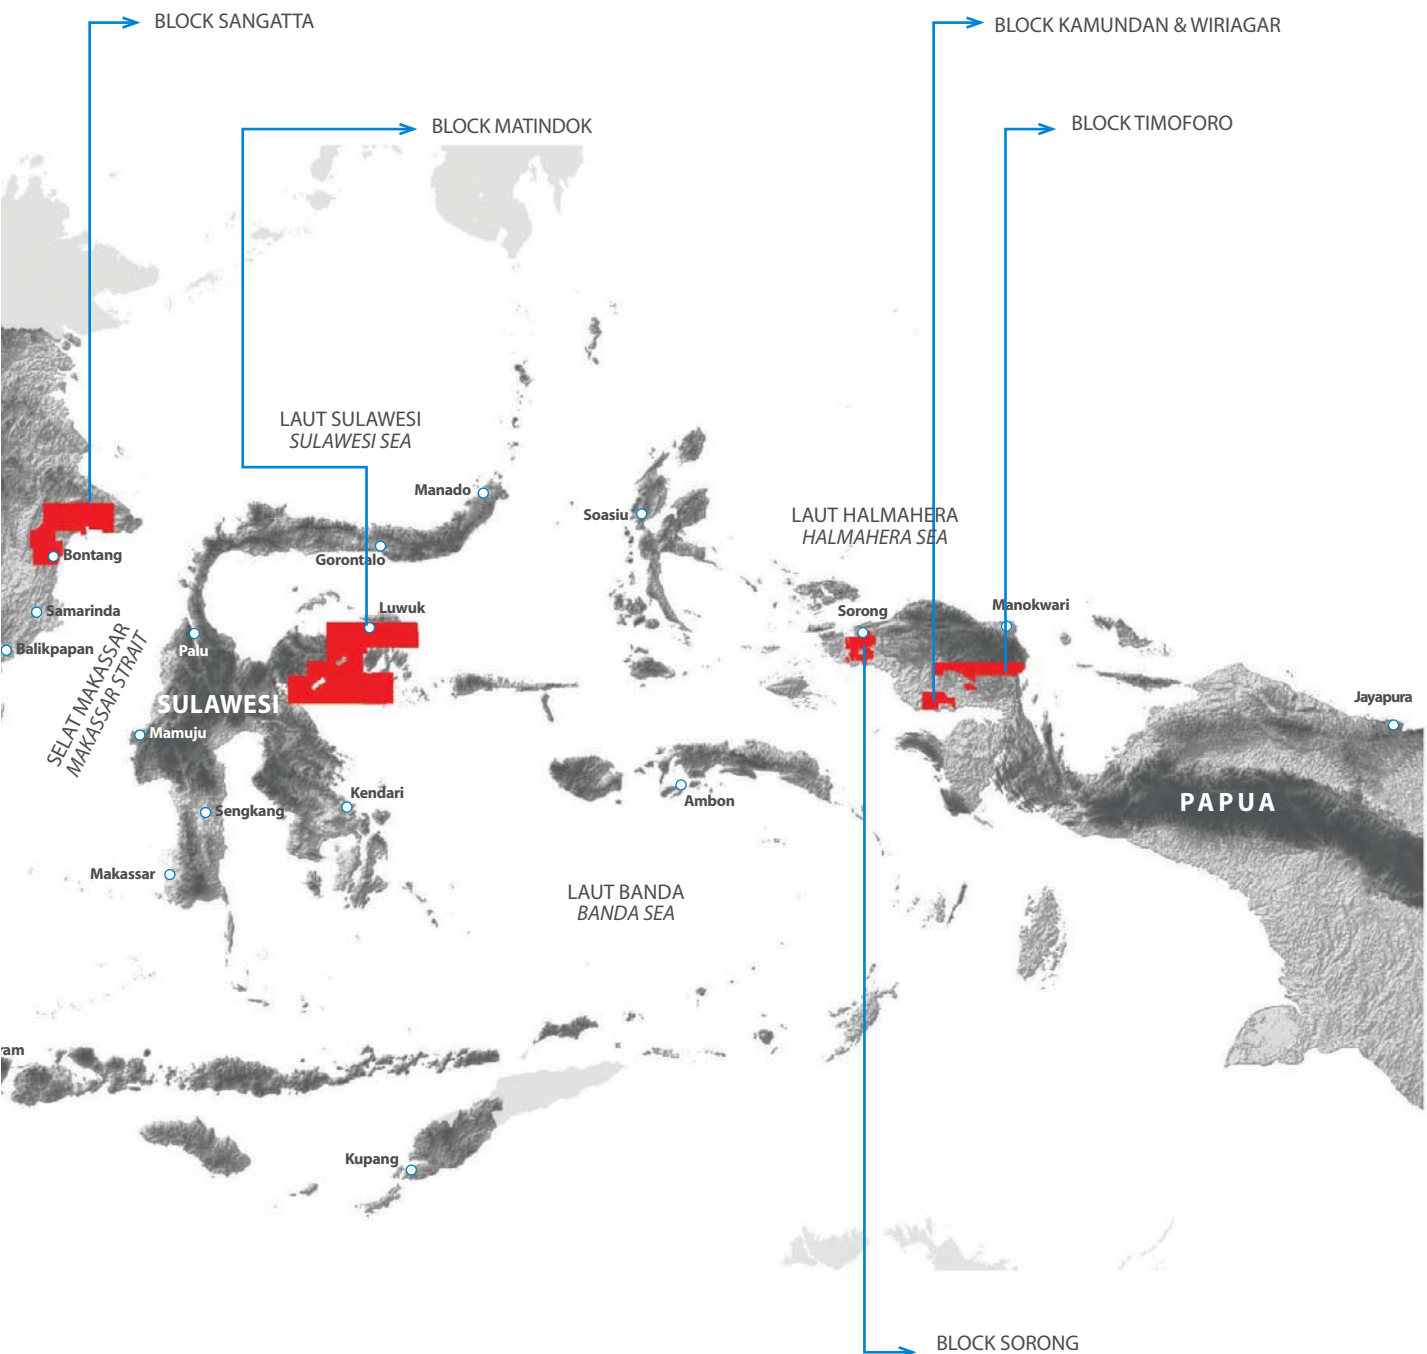 BLOCK SANGATTA
BLOCK KAMUNDAN & WIRIAGAR
BLOCK MATINDOK
BLOCK TIMOFORO
LAUT SULAWESI
SULAWESI SEA
Manado
Soasiu
LAUT HALMAHERA
HALMAHERA SEA
Bontang
Gorontalo
Samarinda
Luwuk
Sorong
Manokwari
Balikpapan
Palu
SELAT MAKASSAR
MAKASSAR STRAIT
SULAWESI
Mamuju
Jayapura
Kendari
Ambon
PAPUA
Sengkang
Makassar
LAUT BANDA
BANDA SEA
ram
Kupang
BLOCK SORONG